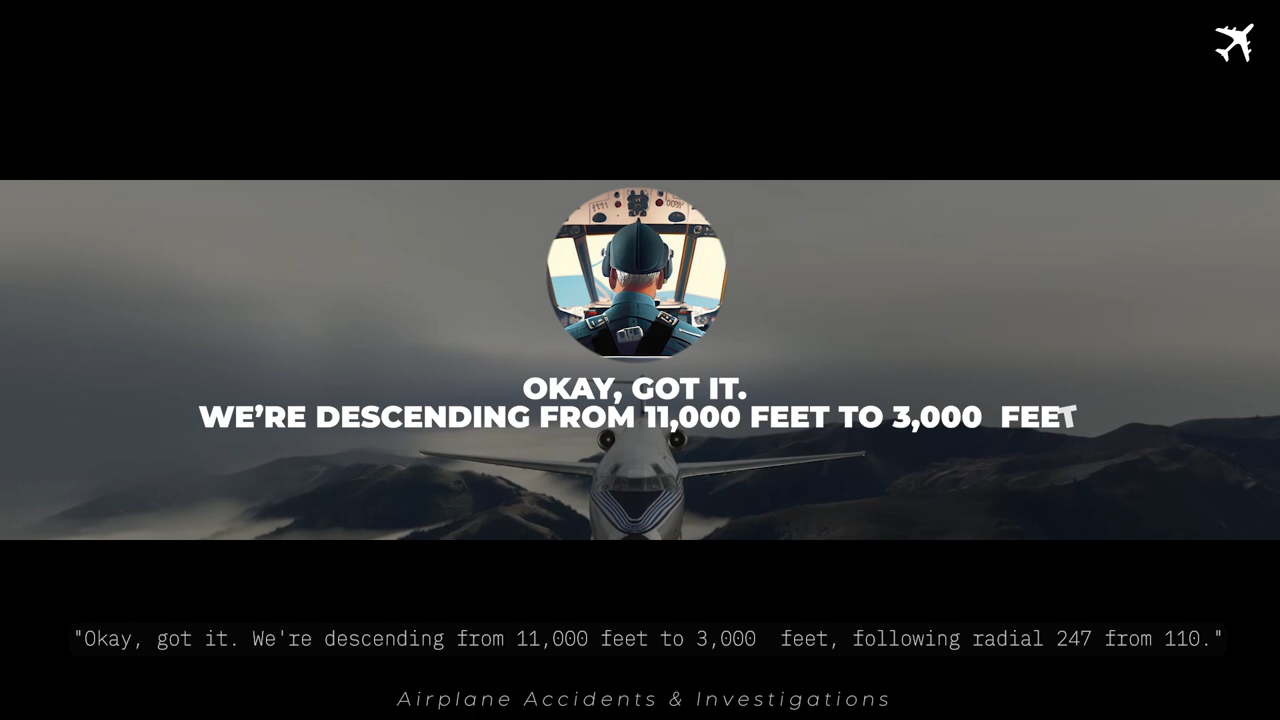 OKAY, GOT IT.
WE’RE DESCENDING FROM 11,000 FEET TO 3,000 FEET
"Okay, got it. We're descending from 11,000 feet to 3,000 feet, following radial 247 from 110."
Airplane Accidents & Investigations